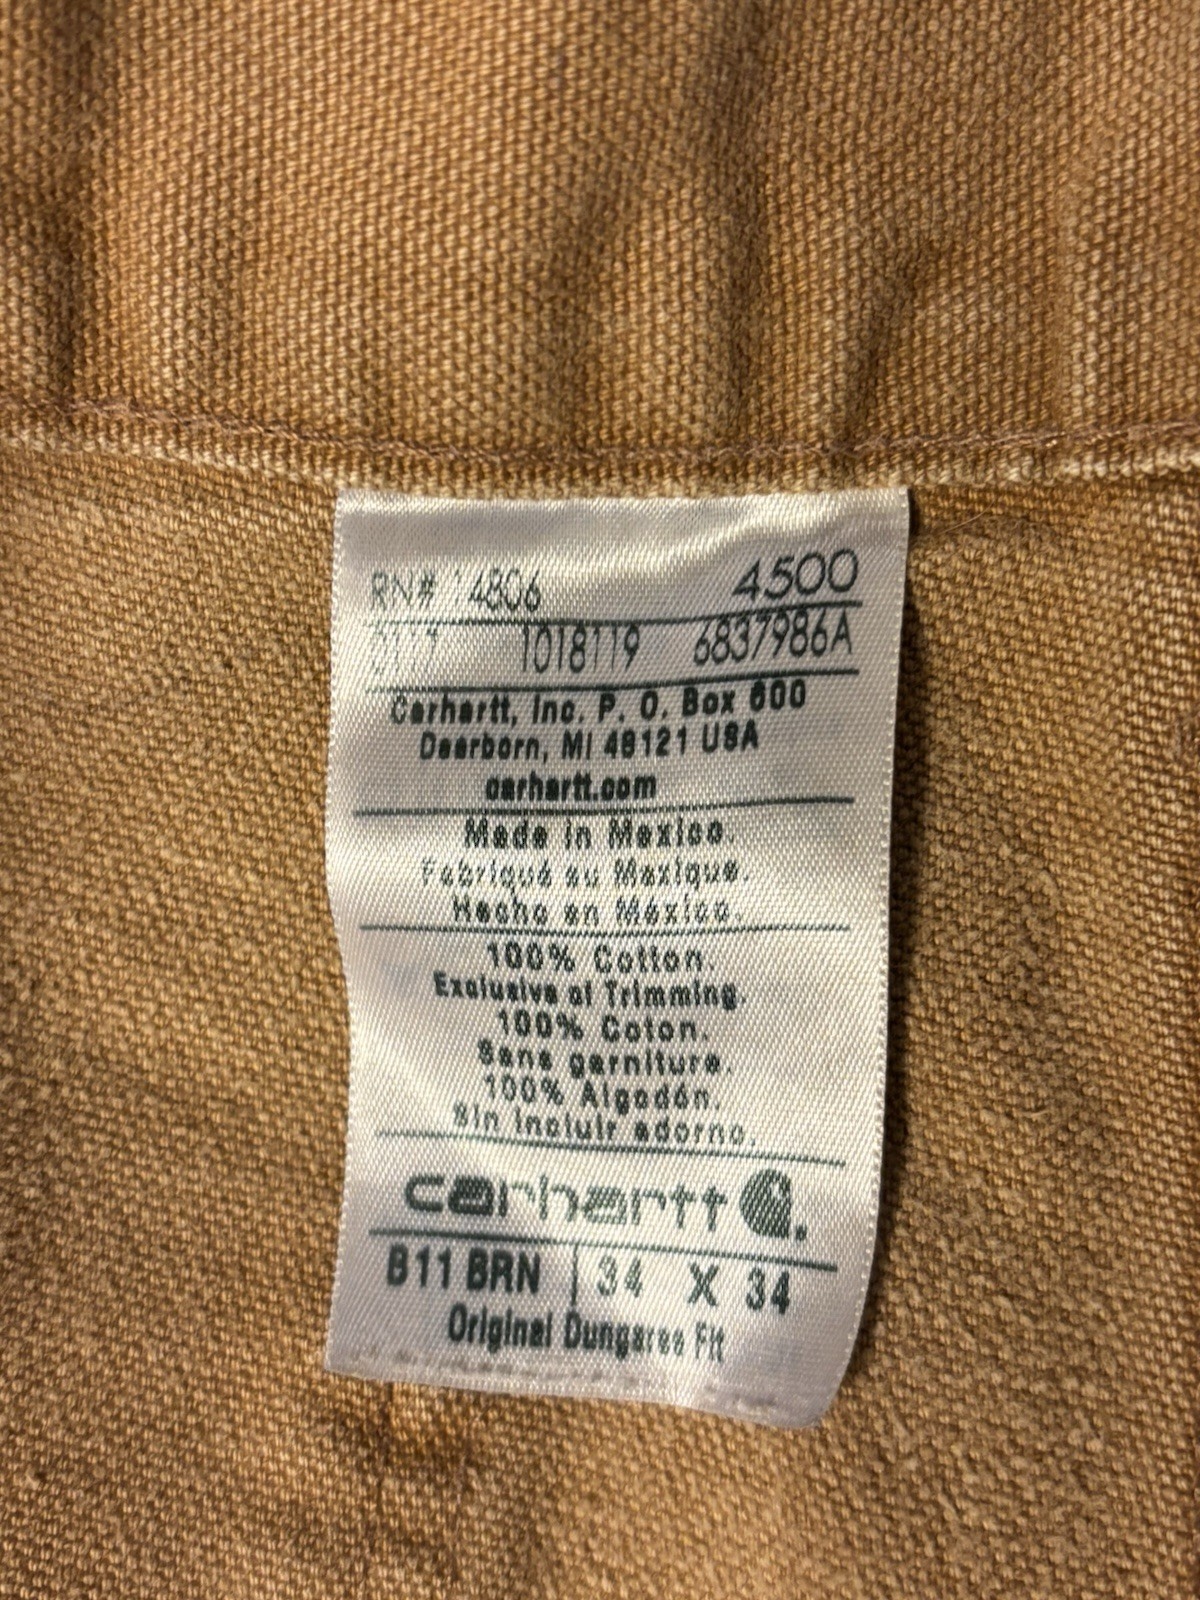 RN# 14806 4500
0117 1018119 6837986A
Carhartt, Inc. P. O. Box 600
Dearborn, MI 48121 USA
carhartt.com
Made in Mexico.
Fabriqué au Mexique.
Hecho en México.
100% Cotton.
Exclusive of Trimming.
100% Coton.
Sans garniture.
100% Algodón.
Sin incluir adorno.
carhartt
B11 BRN | 34 X 34
Original Dungaree Fit